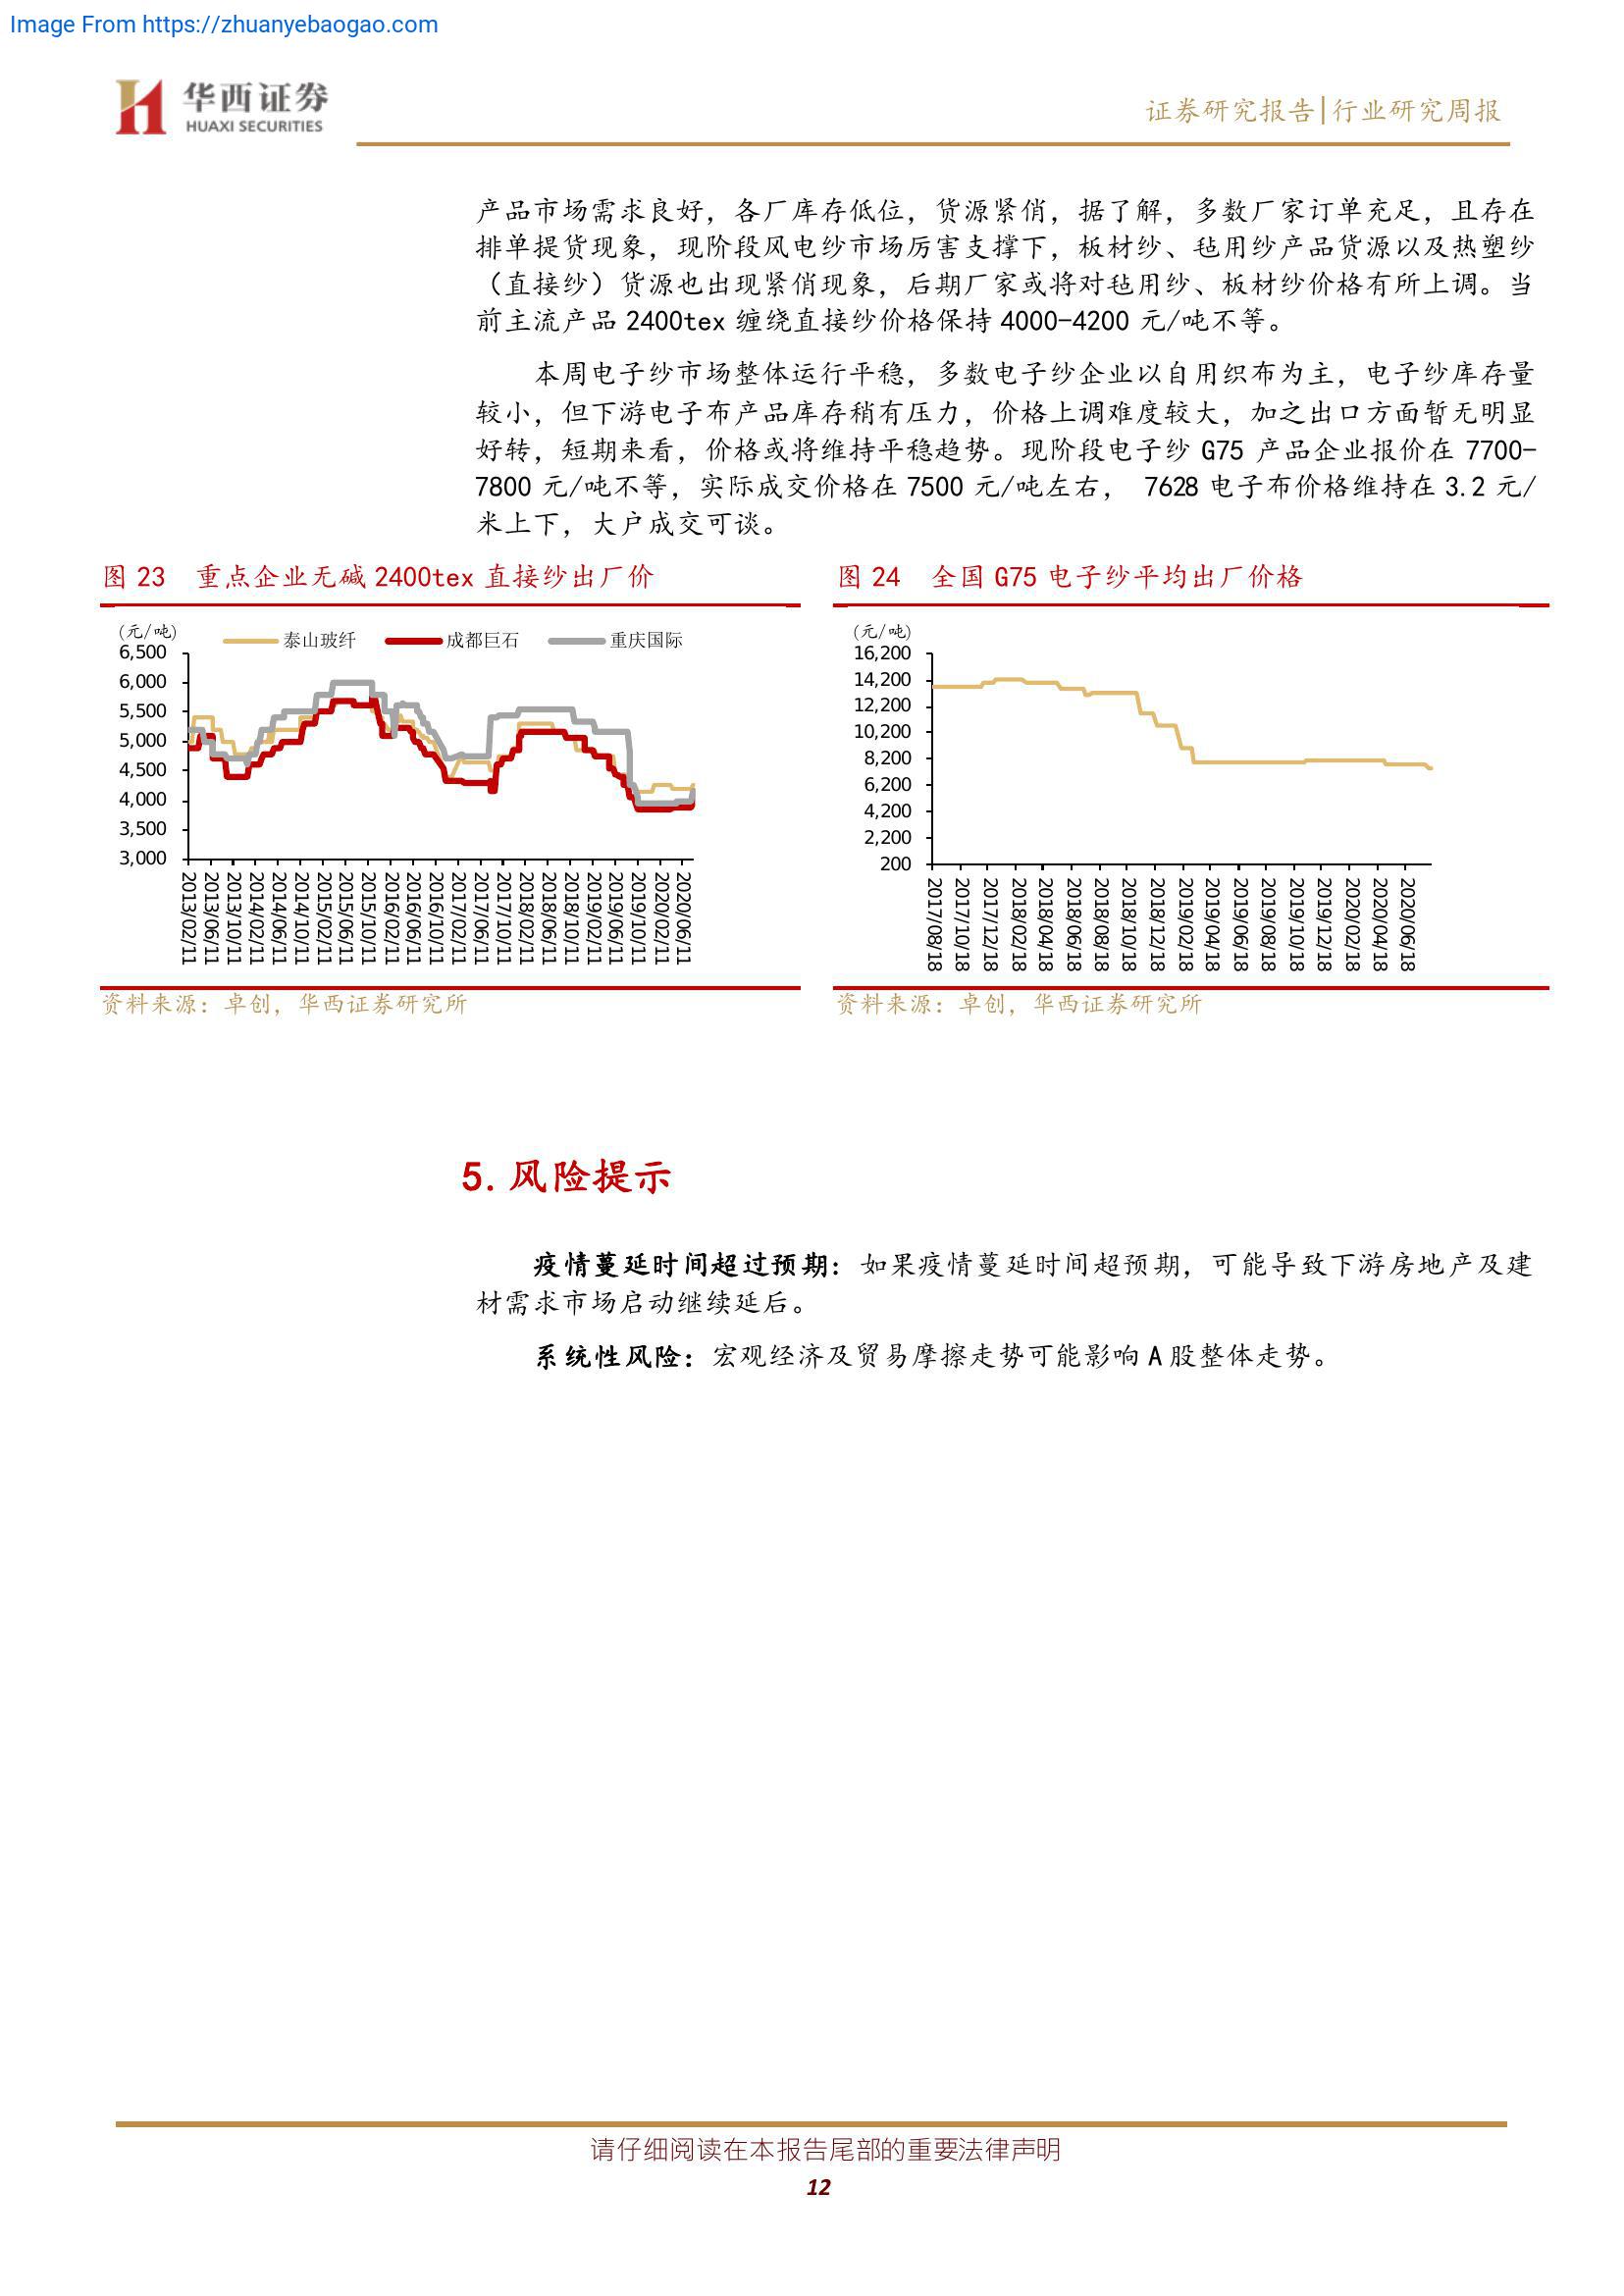 Image From https://zhuanyebaogao.com
华西证券
HUAXI SECURITIES
证券研究报告|行业研究周报
产品市场需求良好，各厂库存低位，货源紧俏，据了解，多数厂家订单充足，且存在
排单提货现象，现阶段风电纱市场厉害支撑下，板材纱、毡用纱产品货源以及热塑纱
（直接纱）货源也出现紧俏现象，后期厂家或将对毡用纱、板材纱价格有所上调。当
前主流产品 2400tex 缠绕直接纱价格保持 4000-4200 元/吨不等。
本周电子纱市场整体运行平稳，多数电子纱企业以自用织布为主，电子纱库存量
较小，但下游电子布产品库存稍有压力，价格上调难度较大，加之出口方面暂无明显
好转，短期来看，价格或将维持平稳趋势。现阶段电子纱 G75 产品企业报价在 7700-
7800 元/吨不等，实际成交价格在 7500 元/吨左右， 7628 电子布价格维持在 3.2 元/
米上下，大户成交可谈。
图 23 重点企业无碱 2400tex 直接纱出厂价
(元/吨)
泰山玻纤 成都巨石 重庆国际
6,500
6,000
5,500
5,000
4,500
4,000
3,500
3,000
2013/02/11
2013/06/11
2013/10/11
2014/02/11
2014/06/11
2014/10/11
2015/02/11
2015/06/11
2015/10/11
2016/02/11
2016/06/11
2016/10/11
2017/02/11
2017/06/11
2017/10/11
2018/02/11
2018/06/11
2018/10/11
2019/02/11
2019/06/11
2019/10/11
2020/02/11
2020/06/11
资料来源：卓创，华西证券研究所
图 24 全国 G75 电子纱平均出厂价格
(元/吨)
16,200
14,200
12,200
10,200
8,200
6,200
4,200
2,200
200
2017/08/18
2017/10/18
2017/12/18
2018/02/18
2018/04/18
2018/06/18
2018/08/18
2018/10/18
2018/12/18
2019/02/18
2019/04/18
2019/06/18
2019/08/18
2019/10/18
2019/12/18
2020/02/18
2020/04/18
2020/06/18
资料来源：卓创，华西证券研究所
5.风险提示
疫情蔓延时间超过预期：如果疫情蔓延时间超预期，可能导致下游房地产及建
材需求市场启动继续延后。
系统性风险：宏观经济及贸易摩擦走势可能影响 A 股整体走势。
请仔细阅读在本报告尾部的重要法律声明
12